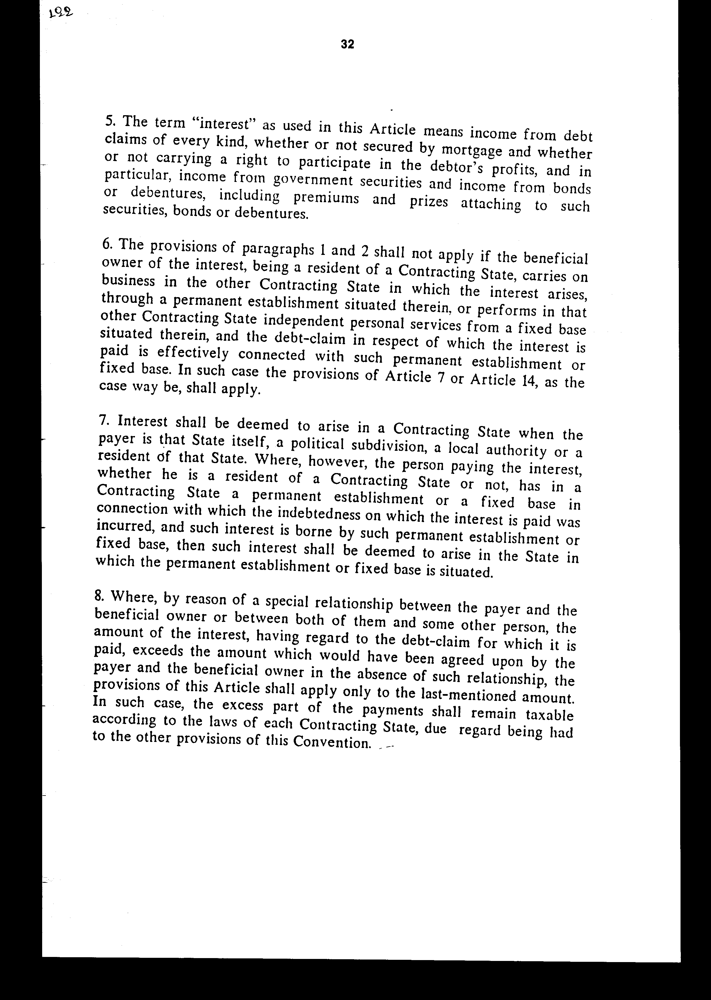 32
5. The term “interest” as used in this Article means income from debt
claims of every kind, whether or not secured by mortgage and whether
or not carrying a right to participate in the debtor's profits, and in
particular, income from government securities and income from bonds
or debentures, including premiums and prizes attaching to such
securities, bonds or debentures.
6. The provisions of paragraphs 1 and 2 shall not apply if the beneficial
owner of the interest, being a resident of a Contracting State, carries on
business in the other Contracting State in which the interest arises,
through a permanent establishment situated therein, or performs in that
other Contracting State independent personal services from a fixed base
situated therein, and the debt-claim in respect of which the interest is
paid is effectively connected with such permanent establishment or
fixed base. In such case the provisions of Article 7 or Article 14, as the
case way be, shall apply.
7. Interest shall be deemed to arise in a Contracting State when the
payer is that State itself, a political subdivision, a local authority or a
resident of that State. Where, however, the person paying the interest,
whether he is a resident of a Contracting State or not, has in a
Contracting State a permanent establishment or a fixed base in
connection with which the indebtedness on which the interest is paid was
incurred, and such interest is borne by such permanent establishment or
fixed base, then such interest shall be deemed to arise in the State in
which the permanent establishment or fixed base is situated.
8. Where, by reason of a special relationship between the payer and the
beneficial owner or between both of them and some other person, the
amount of the interest, having regard to the debt-claim for which it is
paid, exceeds the amount which would have been agreed upon by the
payer and the beneficial owner in the absence of such relationship, the
provisions of this Article shall apply only to the last-mentioned amount.
In such case, the excess part of the payments shall remain taxable
according to the laws of each Contracting State, due regard being had
to the other provisions of this Convention.